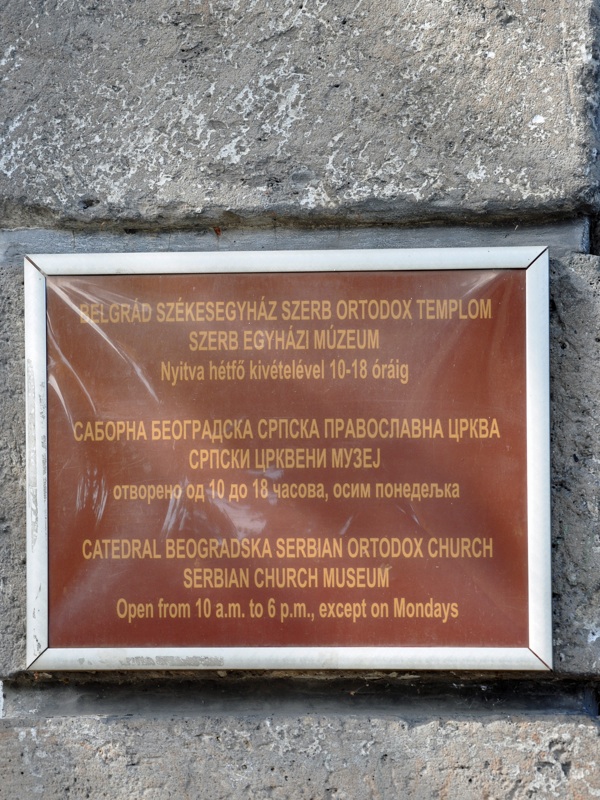 BELGRÁD SZÉKESEGYHÁZ SZERB ORTODOX TEMPLOM
SZERB EGYHÁZI MÚZEUM
Nyitva hétfő kivételével 10-18 óráig
САБОРНА БЕОГРАДСКА СРПСКА ПРАВОСЛАВНА ЦРКВА
СРПСКИ ЦРКВЕНИ МУЗЕЈ
отворено од 10 до 18 часова, осим понедељка
CATEDRAL BEOGRADSKA SERBIAN ORTODOX CHURCH
SERBIAN CHURCH MUSEUM
Open from 10 a.m. to 6 p.m., except on Mondays